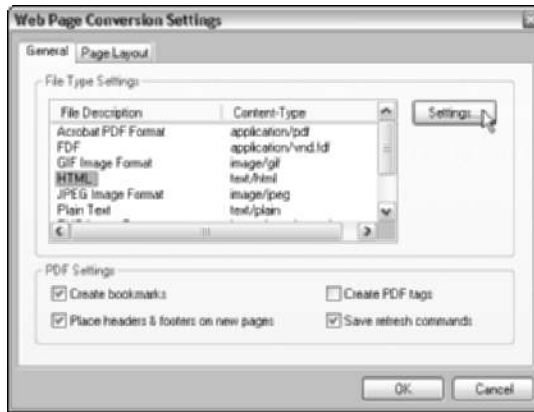 Web Page Conversion Settings
General Page Layout
File Type Settings
File Description Content-Type
Settings...
Acrobat PDF Format application/pdf
FDF application/vnd.fdf
GIF Image Format image/gif
HTML text/html
JPEG Image Format image/jpeg
Plain Text text/plain
PDF Settings
Create bookmarks Create PDF tags
Place headers & footers on new pages Save refresh commands
OK Cancel